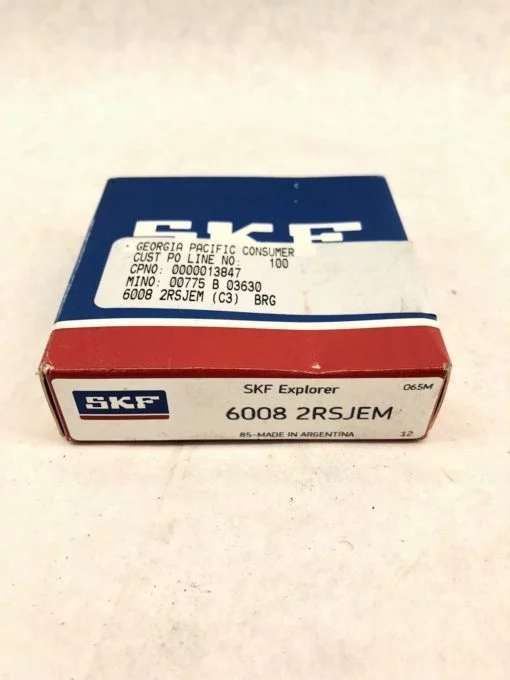 SKF
GEORGIA PACIFIC CONSUMER
CUST PO LINE NO: 100
CPNO: 0000013847
MINO: 00775 B 03630
6008 2RSJEM (C3) BRG
SKF Explorer 065M
SKF 6008 2RSJEM
85-MADE IN ARGENTINA 12